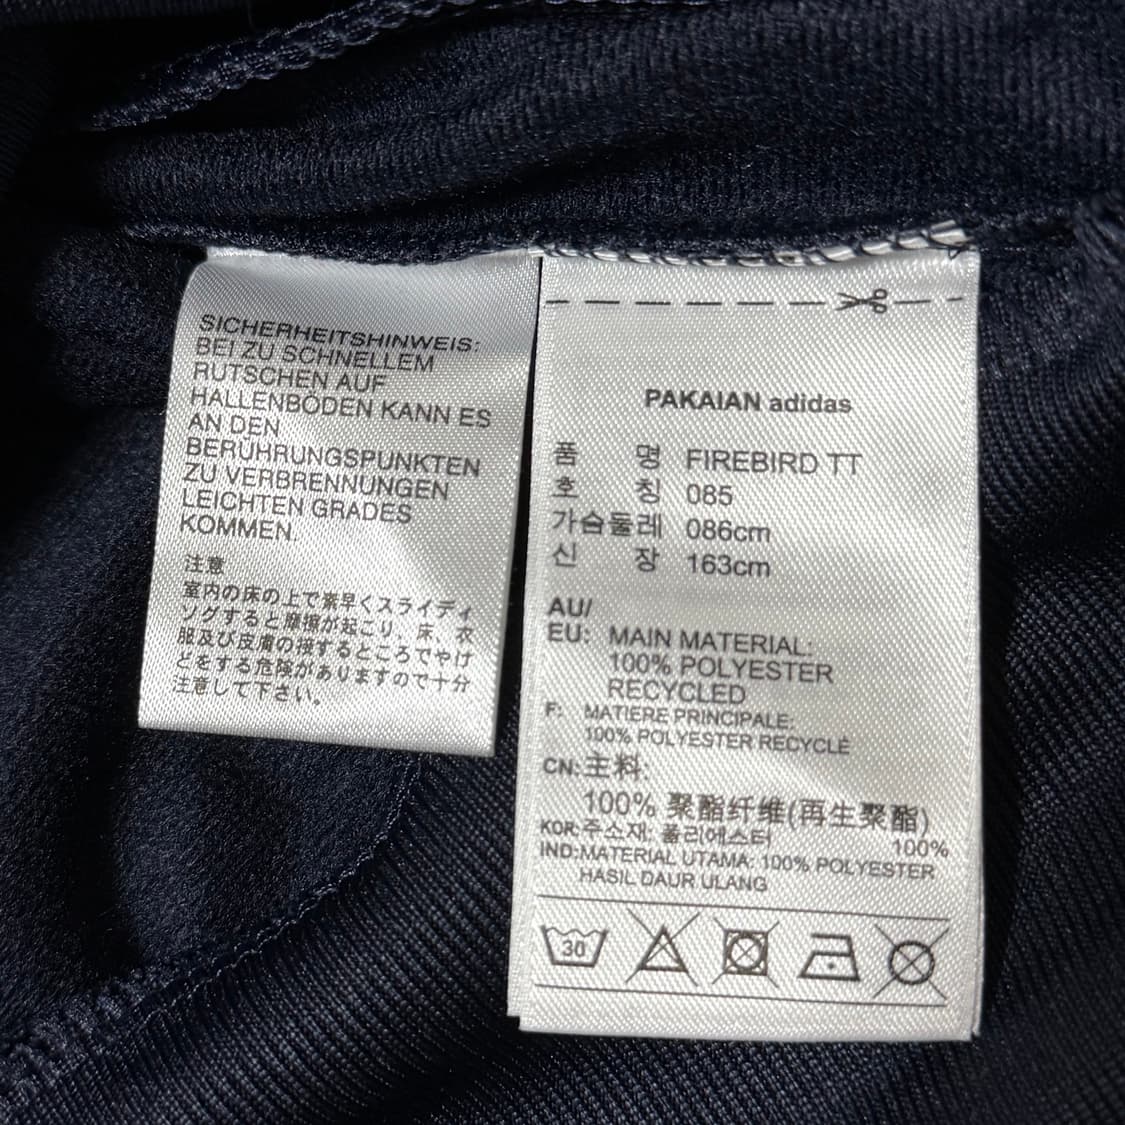 SICHERHEITSHINWEIS:
BEI ZU SCHNELLEM
RUTSCHEN AUF
HALLENBÖDEN KANN ES
AN DEN
BERÜHRUNGSPUNKTEN
ZU VERBRENNUNGEN
LEICHTEN GRADES
KOMMEN.
注意
室内の床の上で素早くスライディ
ングすると摩擦が起こり、床、衣
服及び皮膚の接するところでやけ
どをする危険がありますので十分
注意して下さい。
PAKAIAN adidas
품 명 FIREBIRD TT
호 칭 085
가슴둘레 086cm
신 장 163cm
AU/
EU: MAIN MATERIAL:
100% POLYESTER
RECYCLED
F: MATIERE PRINCIPALE:
100% POLYESTER RECYCLÉ
CN:主料:
100% 聚酯纤维(再生聚酯)
KOR:주소재: 폴리에스터 100%
IND:MATERIAL UTAMA: 100% POLYESTER
HASIL DAUR ULANG
30